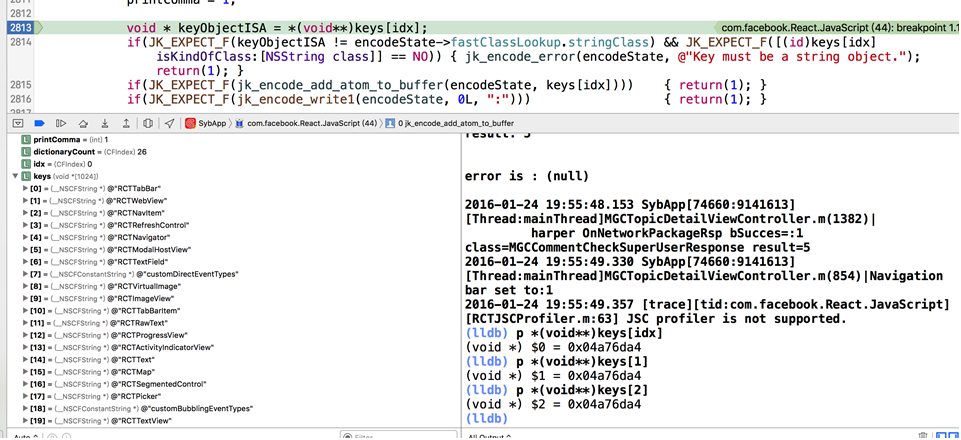 2811 printComma = 1;
2812
2813 void * keyObjectISA = *(void**)keys[idx]; com.facebook.React.JavaScript (44): breakpoint 1.1
2814 if(JK_EXPECT_F(keyObjectISA != encodeState->fastClassLookup.stringClass) && JK_EXPECT_F([(id)keys[idx]
isKindOfClass:[NSString class]] == NO)) { jk_encode_error(encodeState, @"Key must be a string object.");
return(1); }
2815 if(JK_EXPECT_F(jk_encode_add_atom_to_buffer(encodeState, keys[idx]))) { return(1); }
2816 if(JK_EXPECT_F(jk_encode_write1(encodeState, 0L, ":"))) { return(1); }
2817
SybApp
com.facebook.React.JavaScript (44)
0 jk_encode_add_atom_to_buffer
L printComma = (int) 1
L dictionaryCount = (CFIndex) 26
L idx = (CFIndex) 0
L keys = (void *[1024])
[0] = (__NSCFString *) @"RCTTabBar"
[1] = (__NSCFString *) @"RCTWebView"
[2] = (__NSCFString *) @"RCTNavItem"
[3] = (__NSCFString *) @"RCTRefreshControl"
[4] = (__NSCFString *) @"RCTNavigator"
[5] = (__NSCFString *) @"RCTModalHostView"
[6] = (__NSCFString *) @"RCTTextField"
[7] = (__NSCFConstantString *) @"customDirectEventTypes"
[8] = (__NSCFString *) @"RCTVirtualImage"
[9] = (__NSCFString *) @"RCTImageView"
[10] = (__NSCFString *) @"RCTTabBarItem"
[11] = (__NSCFString *) @"RCTRawText"
[12] = (__NSCFString *) @"RCTProgressView"
[13] = (__NSCFString *) @"RCTActivityIndicatorView"
[14] = (__NSCFString *) @"RCTText"
[15] = (__NSCFString *) @"RCTMap"
[16] = (__NSCFString *) @"RCTSegmentedControl"
[17] = (__NSCFString *) @"RCTPicker"
[18] = (__NSCFConstantString *) @"customBubblingEventTypes"
[19] = (__NSCFString *) @"RCTTextView"
Auto
Filter
result: 5
error is : (null)
2016-01-24 19:55:48.153 SybApp[74660:9141613]
[Thread:mainThread]MGCTopicDetailViewController.m(1382)|
harper OnNetworkPackageRsp bSucces=:1
class=MGCCommentCheckSuperUserResponse result=5
2016-01-24 19:55:49.330 SybApp[74660:9141613]
[Thread:mainThread]MGCTopicDetailViewController.m(854)|Navigation
bar set to:1
2016-01-24 19:55:49.357 [trace][tid:com.facebook.React.JavaScript]
[RCTJSCProfiler.m:63] JSC profiler is not supported.
(lldb) p *(void**)keys[idx]
(void *) $0 = 0x04a76da4
(lldb) p *(void**)keys[1]
(void *) $1 = 0x04a76da4
(lldb) p *(void**)keys[2]
(void *) $2 = 0x04a76da4
(lldb)
All Output